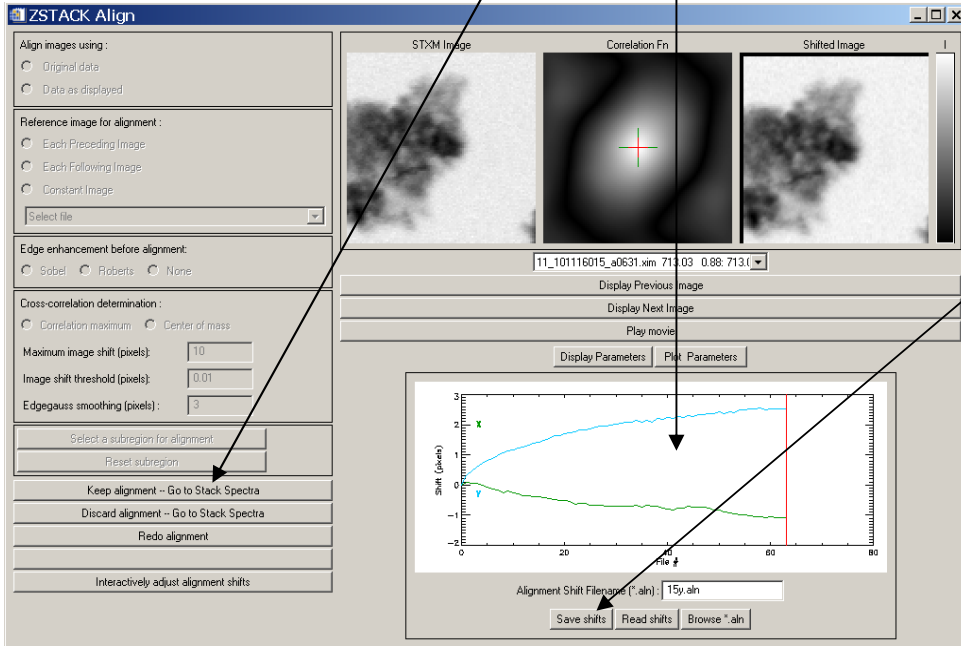 ZSTACK Align
Align images using :
Original data
Data as displayed
Reference image for alignment :
Each Preceding Image
Each Following Image
Constant Image
Select file
Edge enhancement before alignment:
Sobel Roberts None
Cross-correlation determination :
Correlation maximum Center of mass
Maximum image shift (pixels): 10
Image shift threshold (pixels): 0.01
Edgegauss smoothing (pixels) : 3
Select a subregion for alignment
Reset subregion
Keep alignment -- Go to Stack Spectra
Discard alignment -- Go to Stack Spectra
Redo alignment
Interactively adjust alignment shifts
STXM Image
Correlation Fn
Shifted Image
I
11_101116015_a0631.xim 713.03 0.88: 713.(
Display Previous Image
Display Next Image
Play movie
Display Parameters Plot Parameters
Shift (pixels)
3
2
1
0
-1
-2
X
Y
0 20 40 60 80
File #
Alignment Shift Filename (*.aln) : 15y.aln
Save shifts Read shifts Browse *.aln